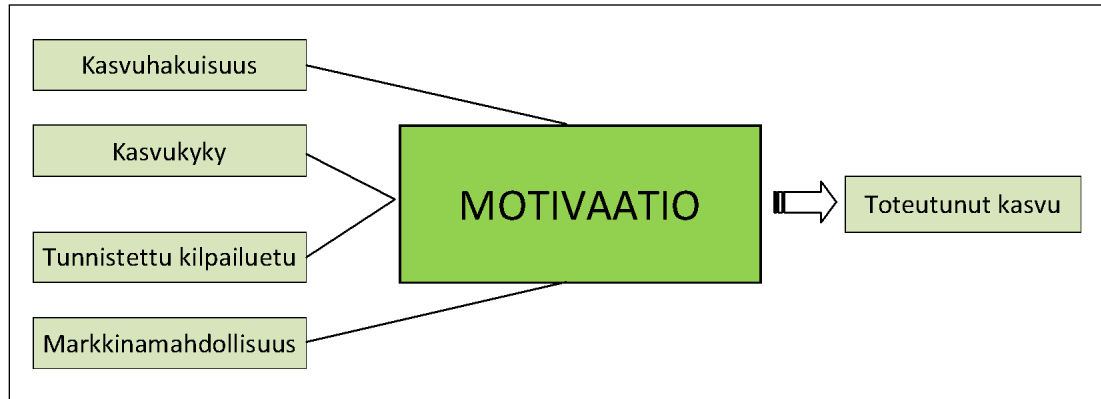 Kasvuhakuisuus
Kasvukyky
Tunnistettu kilpailuetu
Markkinamahdollisuus
MOTIVAATIO
Toteutunut kasvu